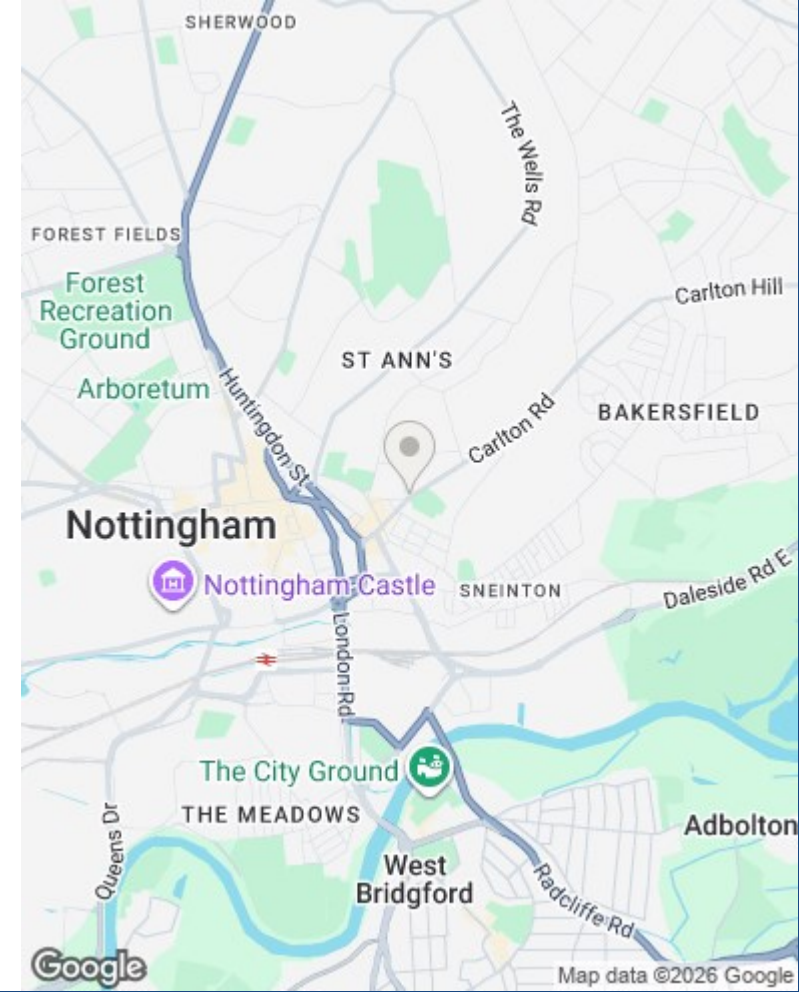 SHERWOOD
The Wells Rd
FOREST FIELDS
Forest
Recreation
Ground
Carlton Hill
ST ANN'S
Arboretum
Huntingdon St
Carlton Rd
BAKERSFIELD
Nottingham
Nottingham Castle
SNEINTON
Daleside Rd E
London Rd
The City Ground
THE MEADOWS
Adbolton
Queens Dr
West
Bridgford
Radcliffe Rd
Google
Map data ©2026 Google